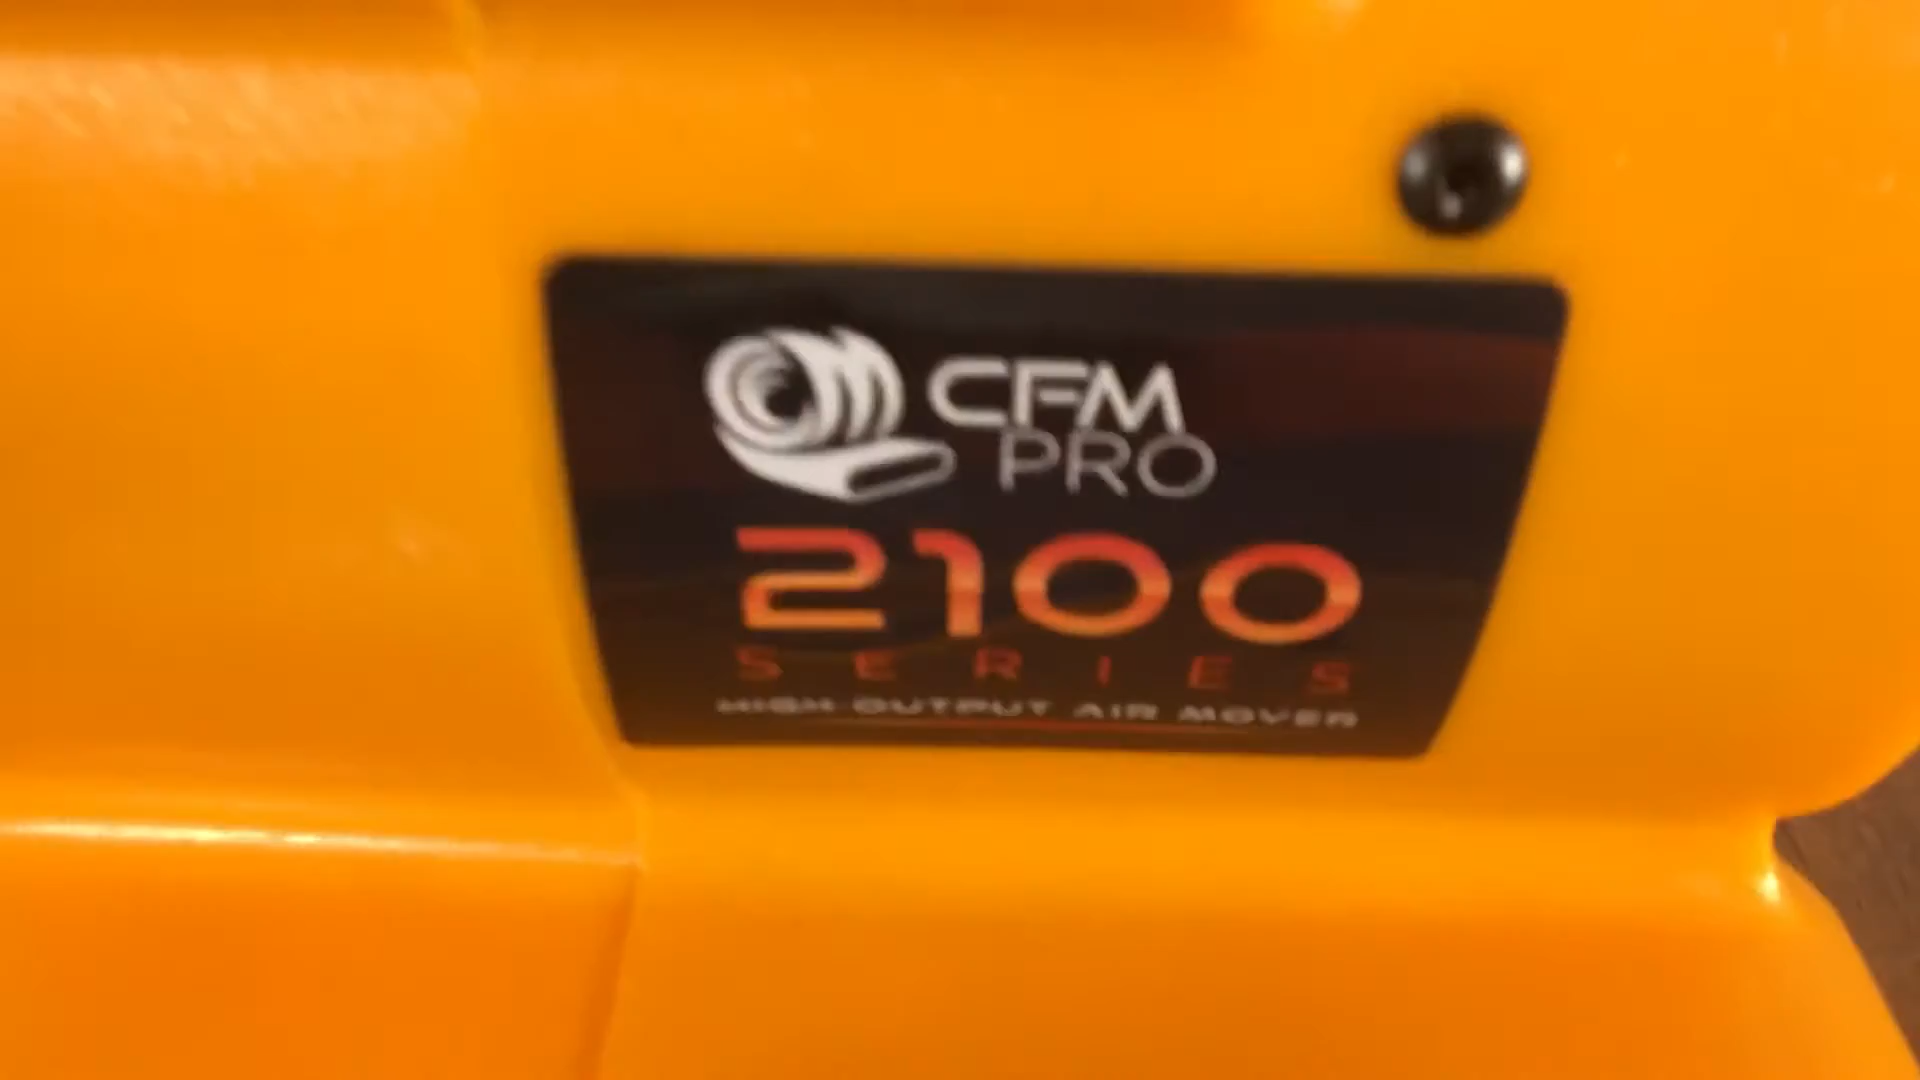 CFM
PRO
2100
SERIES
HIGH OUTPUT AIR MOVER